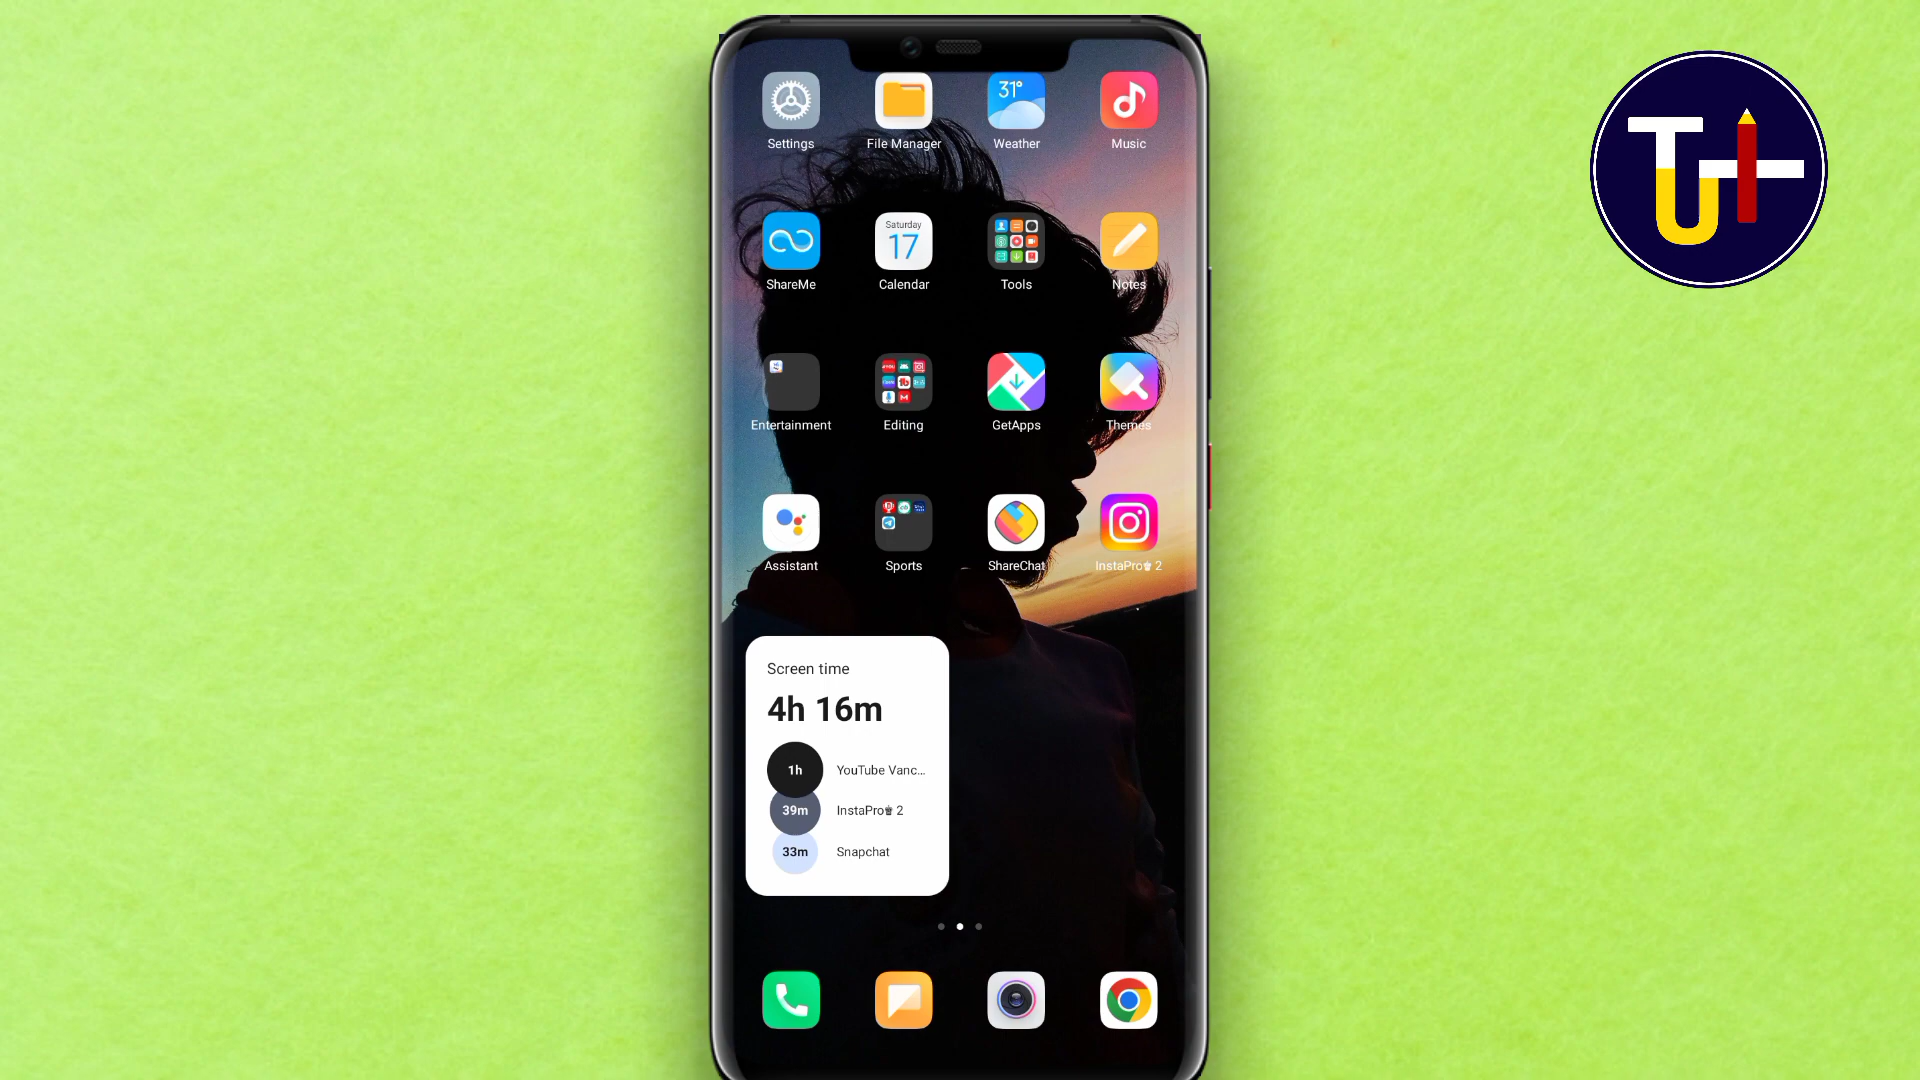 31°
Settings
File Manager
Weather
Music
Saturday
17
ShareMe
Calendar
Tools
Notes
Entertainment
Editing
GetApps
Themes
Assistant
Sports
ShareChat
InstaPro♛ 2
Screen time
4h 16m
1h
YouTube Vanc...
39m
InstaPro♛ 2
33m
Snapchat